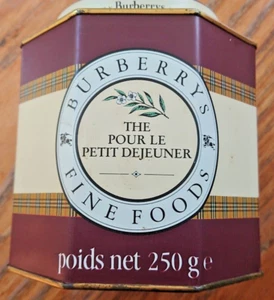 Burberrys
BURBERRYS
THE
POUR LE
PETIT DEJEUNER
FINE FOODS
poids net 250 g e